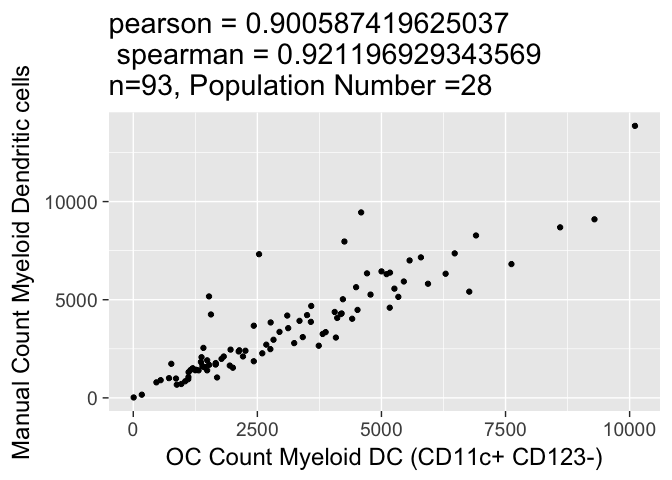 pearson = 0.900587419625037
spearman = 0.921196929343569
n=93, Population Number =28
Manual Count Myeloid Dendritic cells
10000
5000
0
0 2500 5000 7500 10000
OC Count Myeloid DC (CD11c+ CD123-)